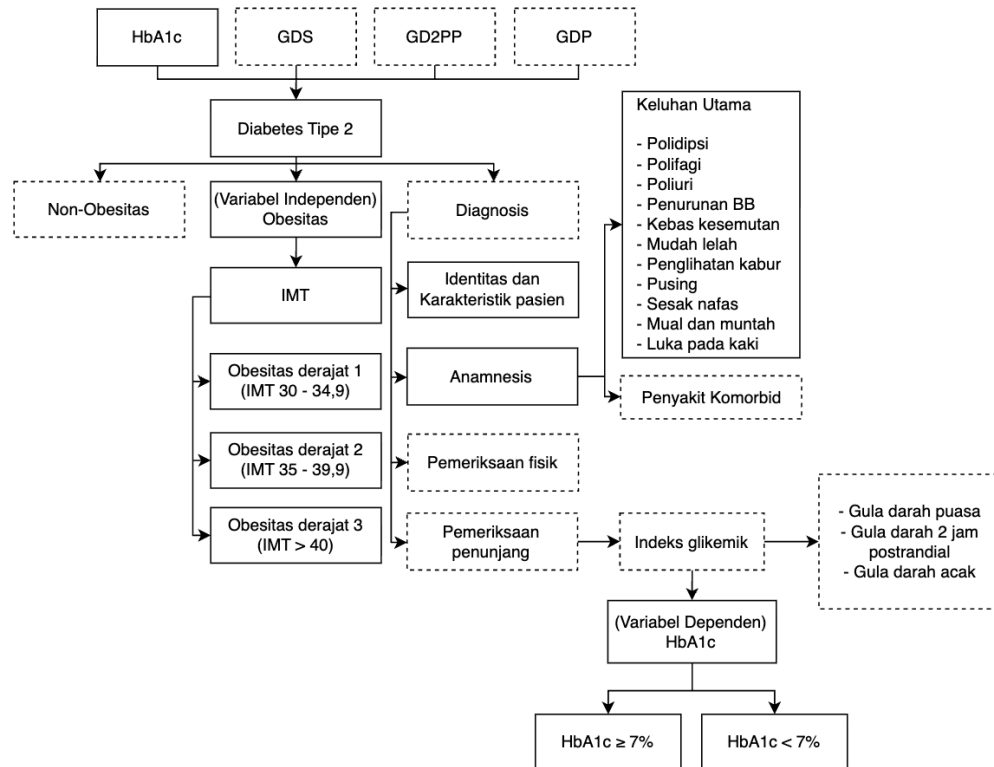 HbA1c
GDS
GD2PP
GDP
Diabetes Tipe 2
Non-Obesitas
(Variabel Independen)
Obesitas
Diagnosis
IMT
Identitas dan
Karakteristik pasien
Obesitas derajat 1
(IMT 30 - 34,9)
Anamnesis
Keluhan Utama
- Polidipsi
- Polifagi
- Poliuri
- Penurunan BB
- Kebas kesemutan
- Mudah lelah
- Penglihatan kabur
- Pusing
- Sesak nafas
- Mual dan muntah
- Luka pada kaki
Penyakit Komorbid
Obesitas derajat 2
(IMT 35 - 39,9)
Pemeriksaan fisik
Obesitas derajat 3
(IMT > 40)
Pemeriksaan
penunjang
Indeks glikemik
- Gula darah puasa
- Gula darah 2 jam
postrandial
- Gula darah acak
(Variabel Dependen)
HbA1c
HbA1c ≥ 7%
HbA1c < 7%